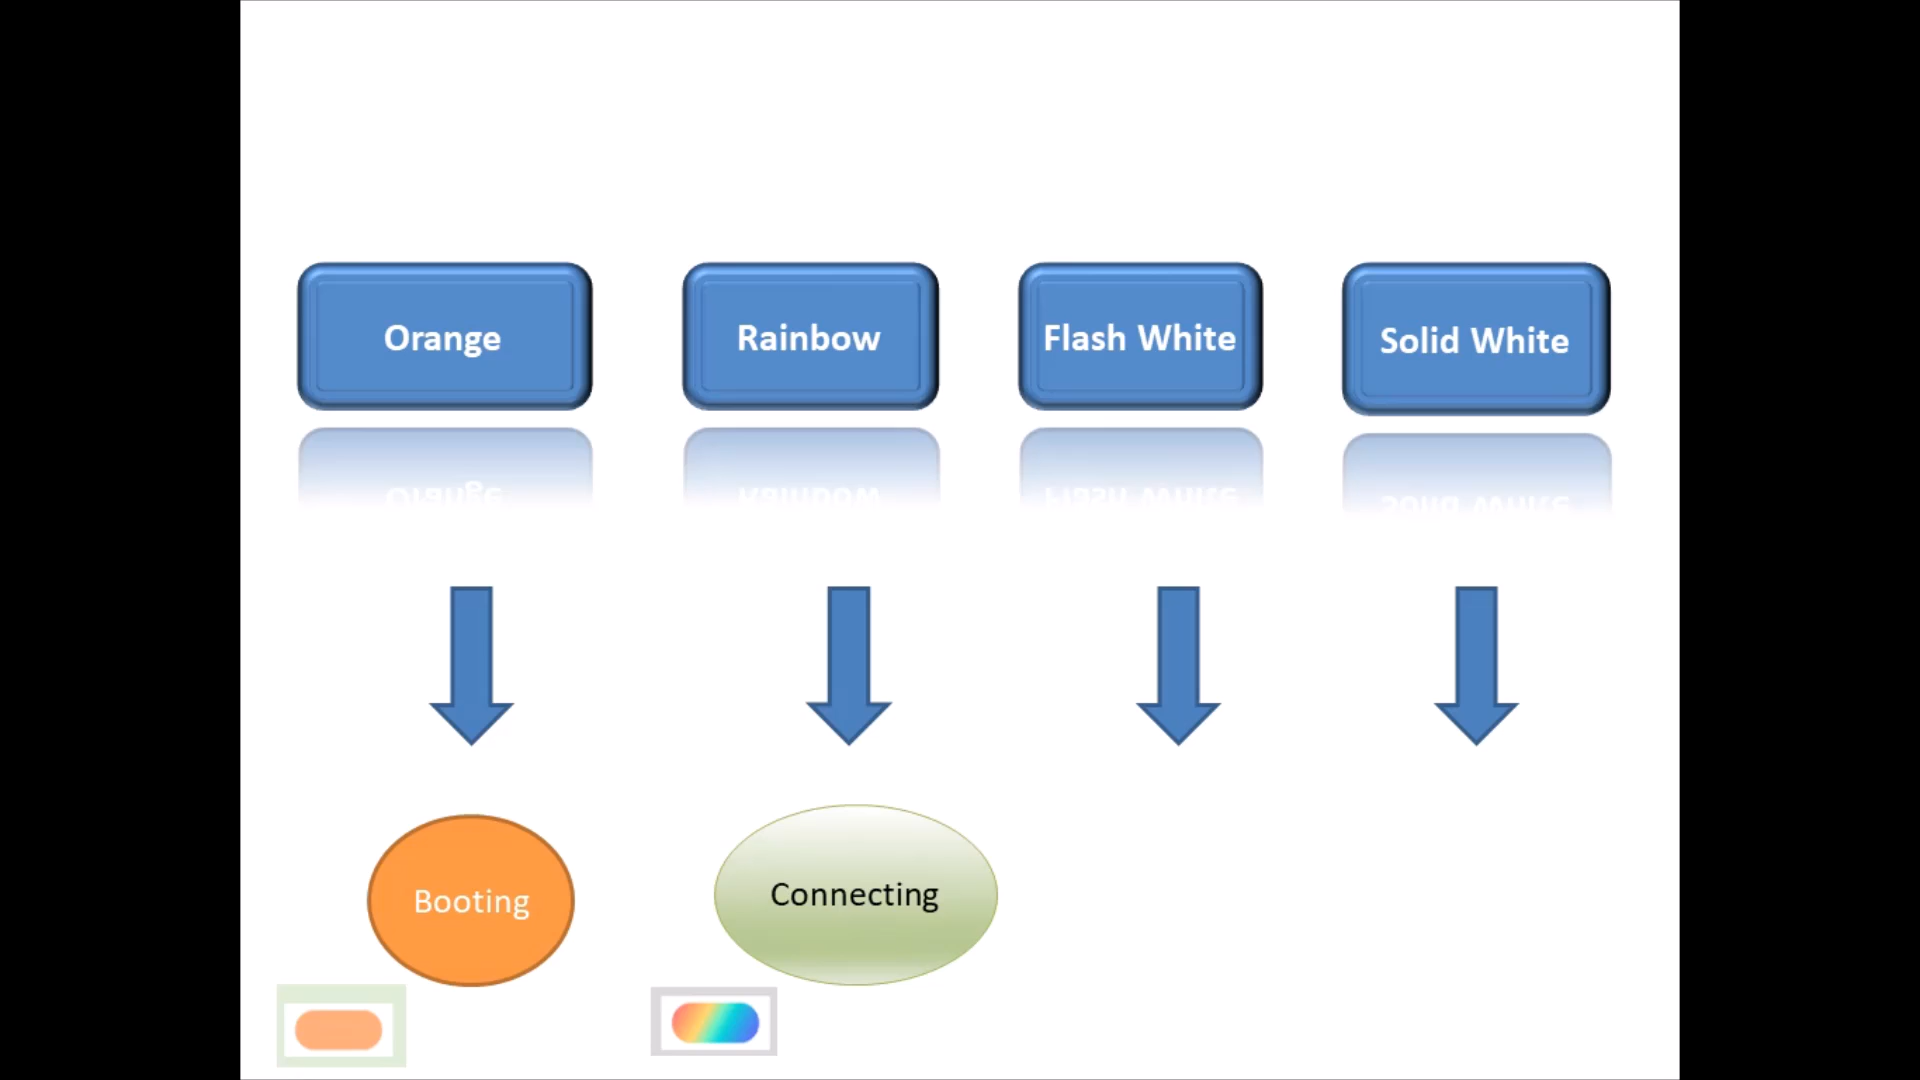 Orange
Rainbow
Flash White
Solid White
Booting
Connecting